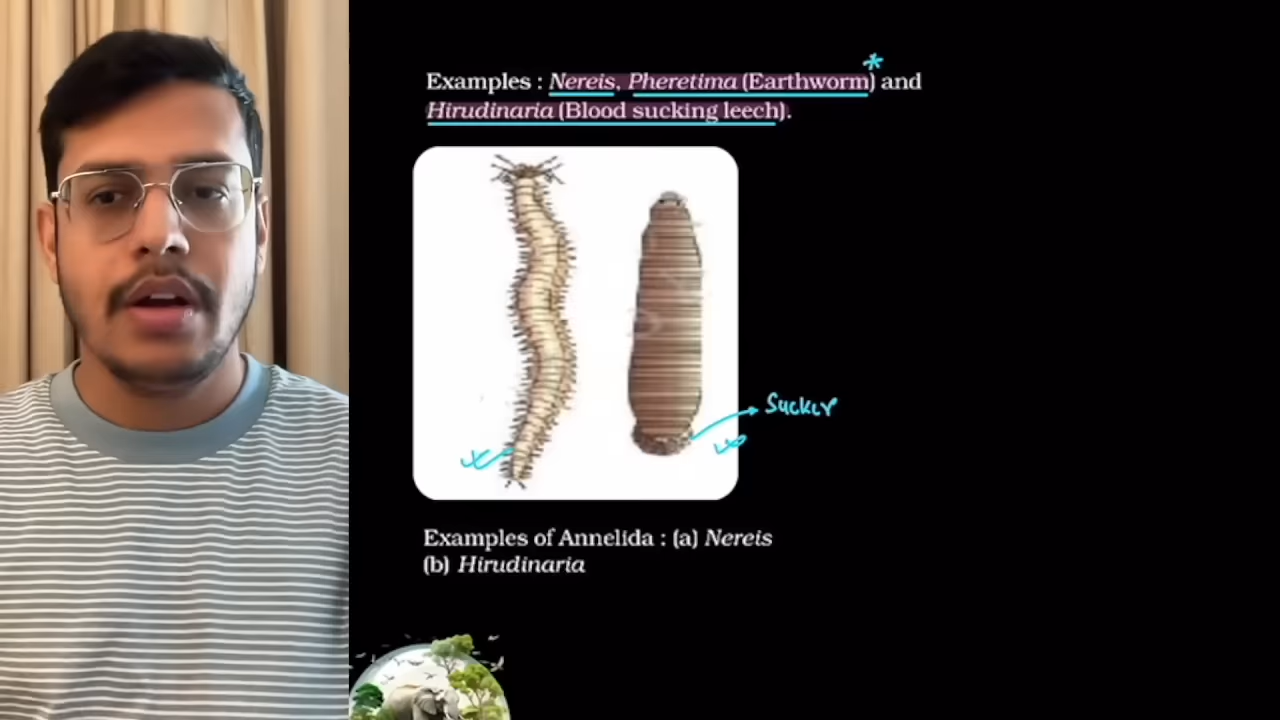 Examples : Nereis, Pheretima (Earthworm)* and
Hirudinaria (Blood sucking leech).
Sucker
Examples of Annelida : (a) Nereis
(b) Hirudinaria